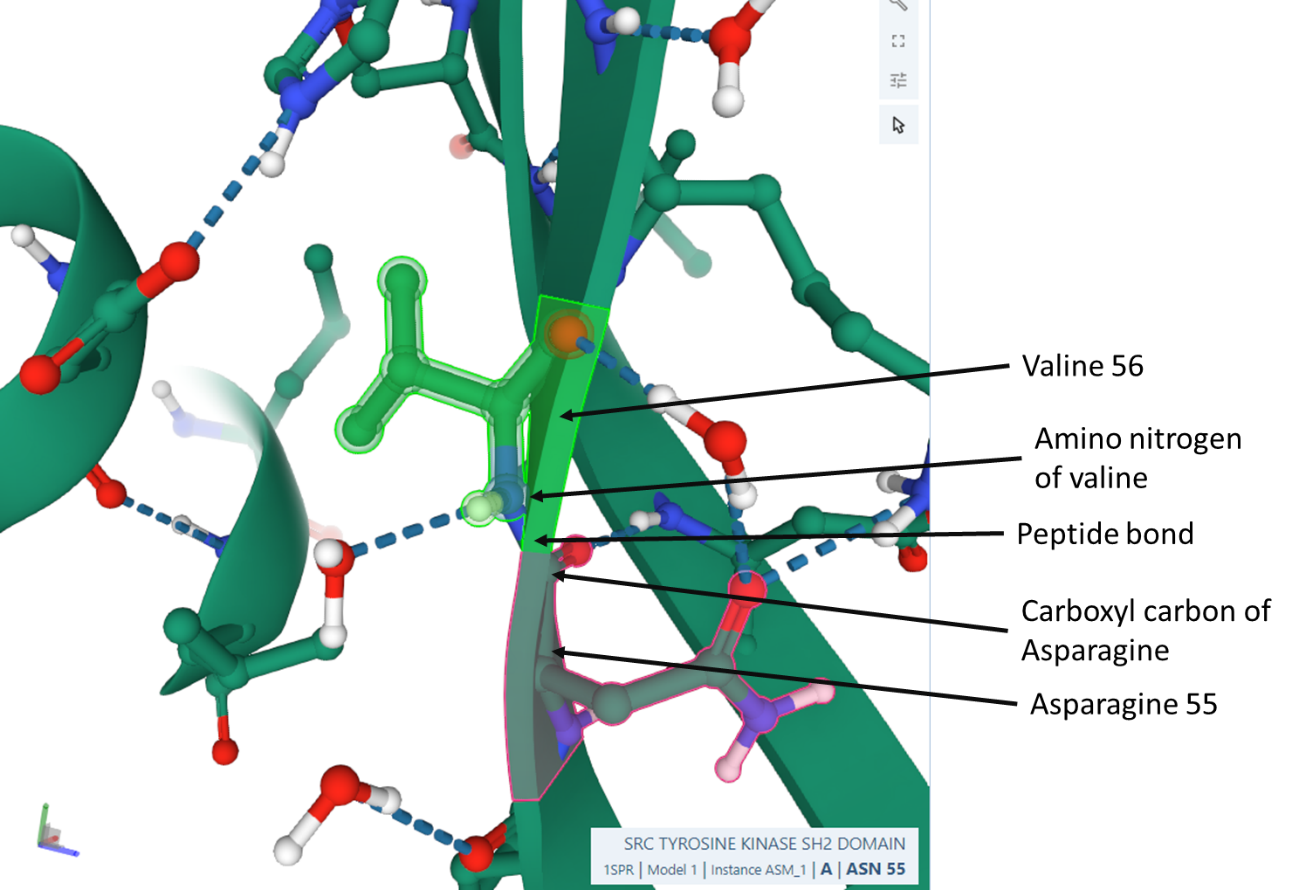 Valine 56
Amino nitrogen
of valine
Peptide bond
Carboxyl carbon of
Asparagine
Asparagine 55
SRC TYROSINE KINASE SH2 DOMAIN
1SPR | Model 1 | Instance ASM_1 | A | ASN 55